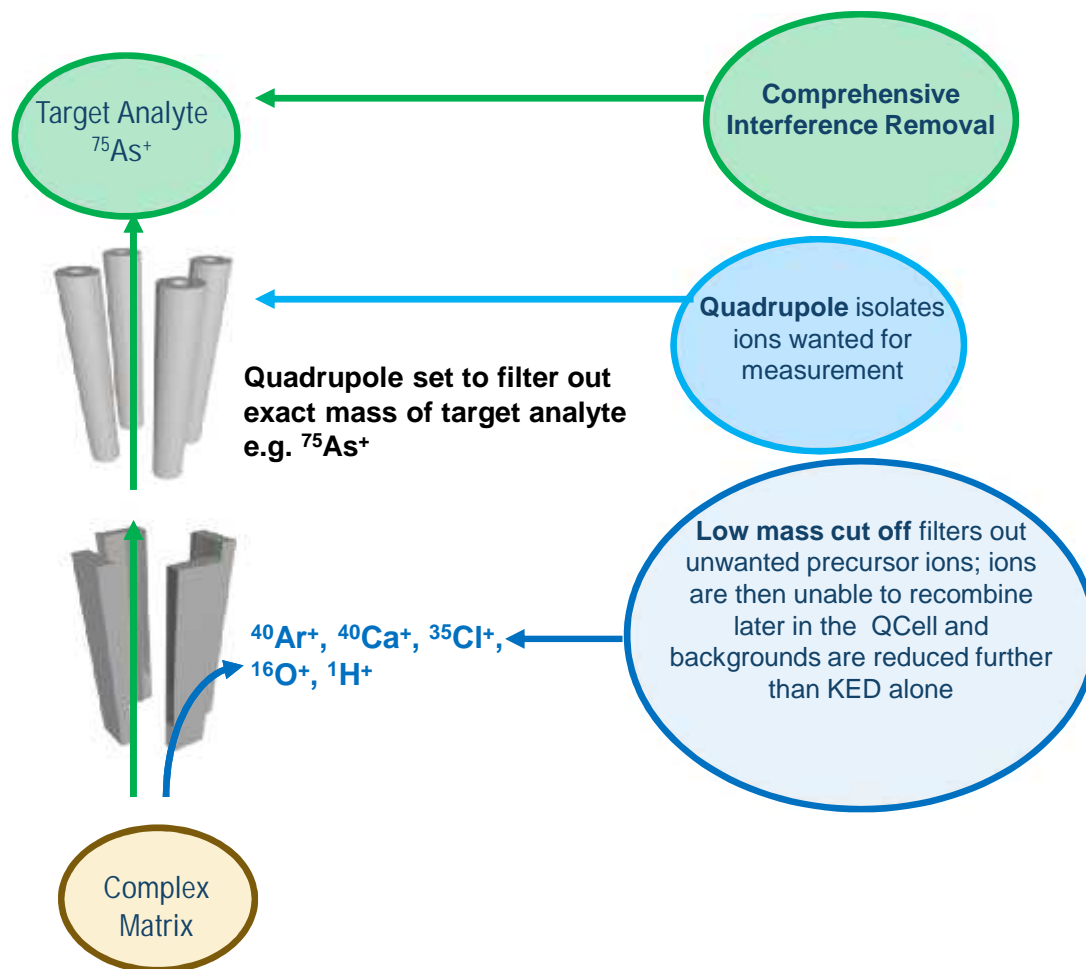 Target Analyte
⁷⁵As⁺
Comprehensive
Interference Removal
Quadrupole isolates
ions wanted for
measurement
Quadrupole set to filter out
exact mass of target analyte
e.g. ⁷⁵As⁺
Low mass cut off filters out
unwanted precursor ions; ions
are then unable to recombine
later in the QCell and
backgrounds are reduced further
than KED alone
⁴⁰Ar⁺, ⁴⁰Ca⁺, ³⁵Cl⁺,
¹⁶O⁺, ¹H⁺
Complex
Matrix